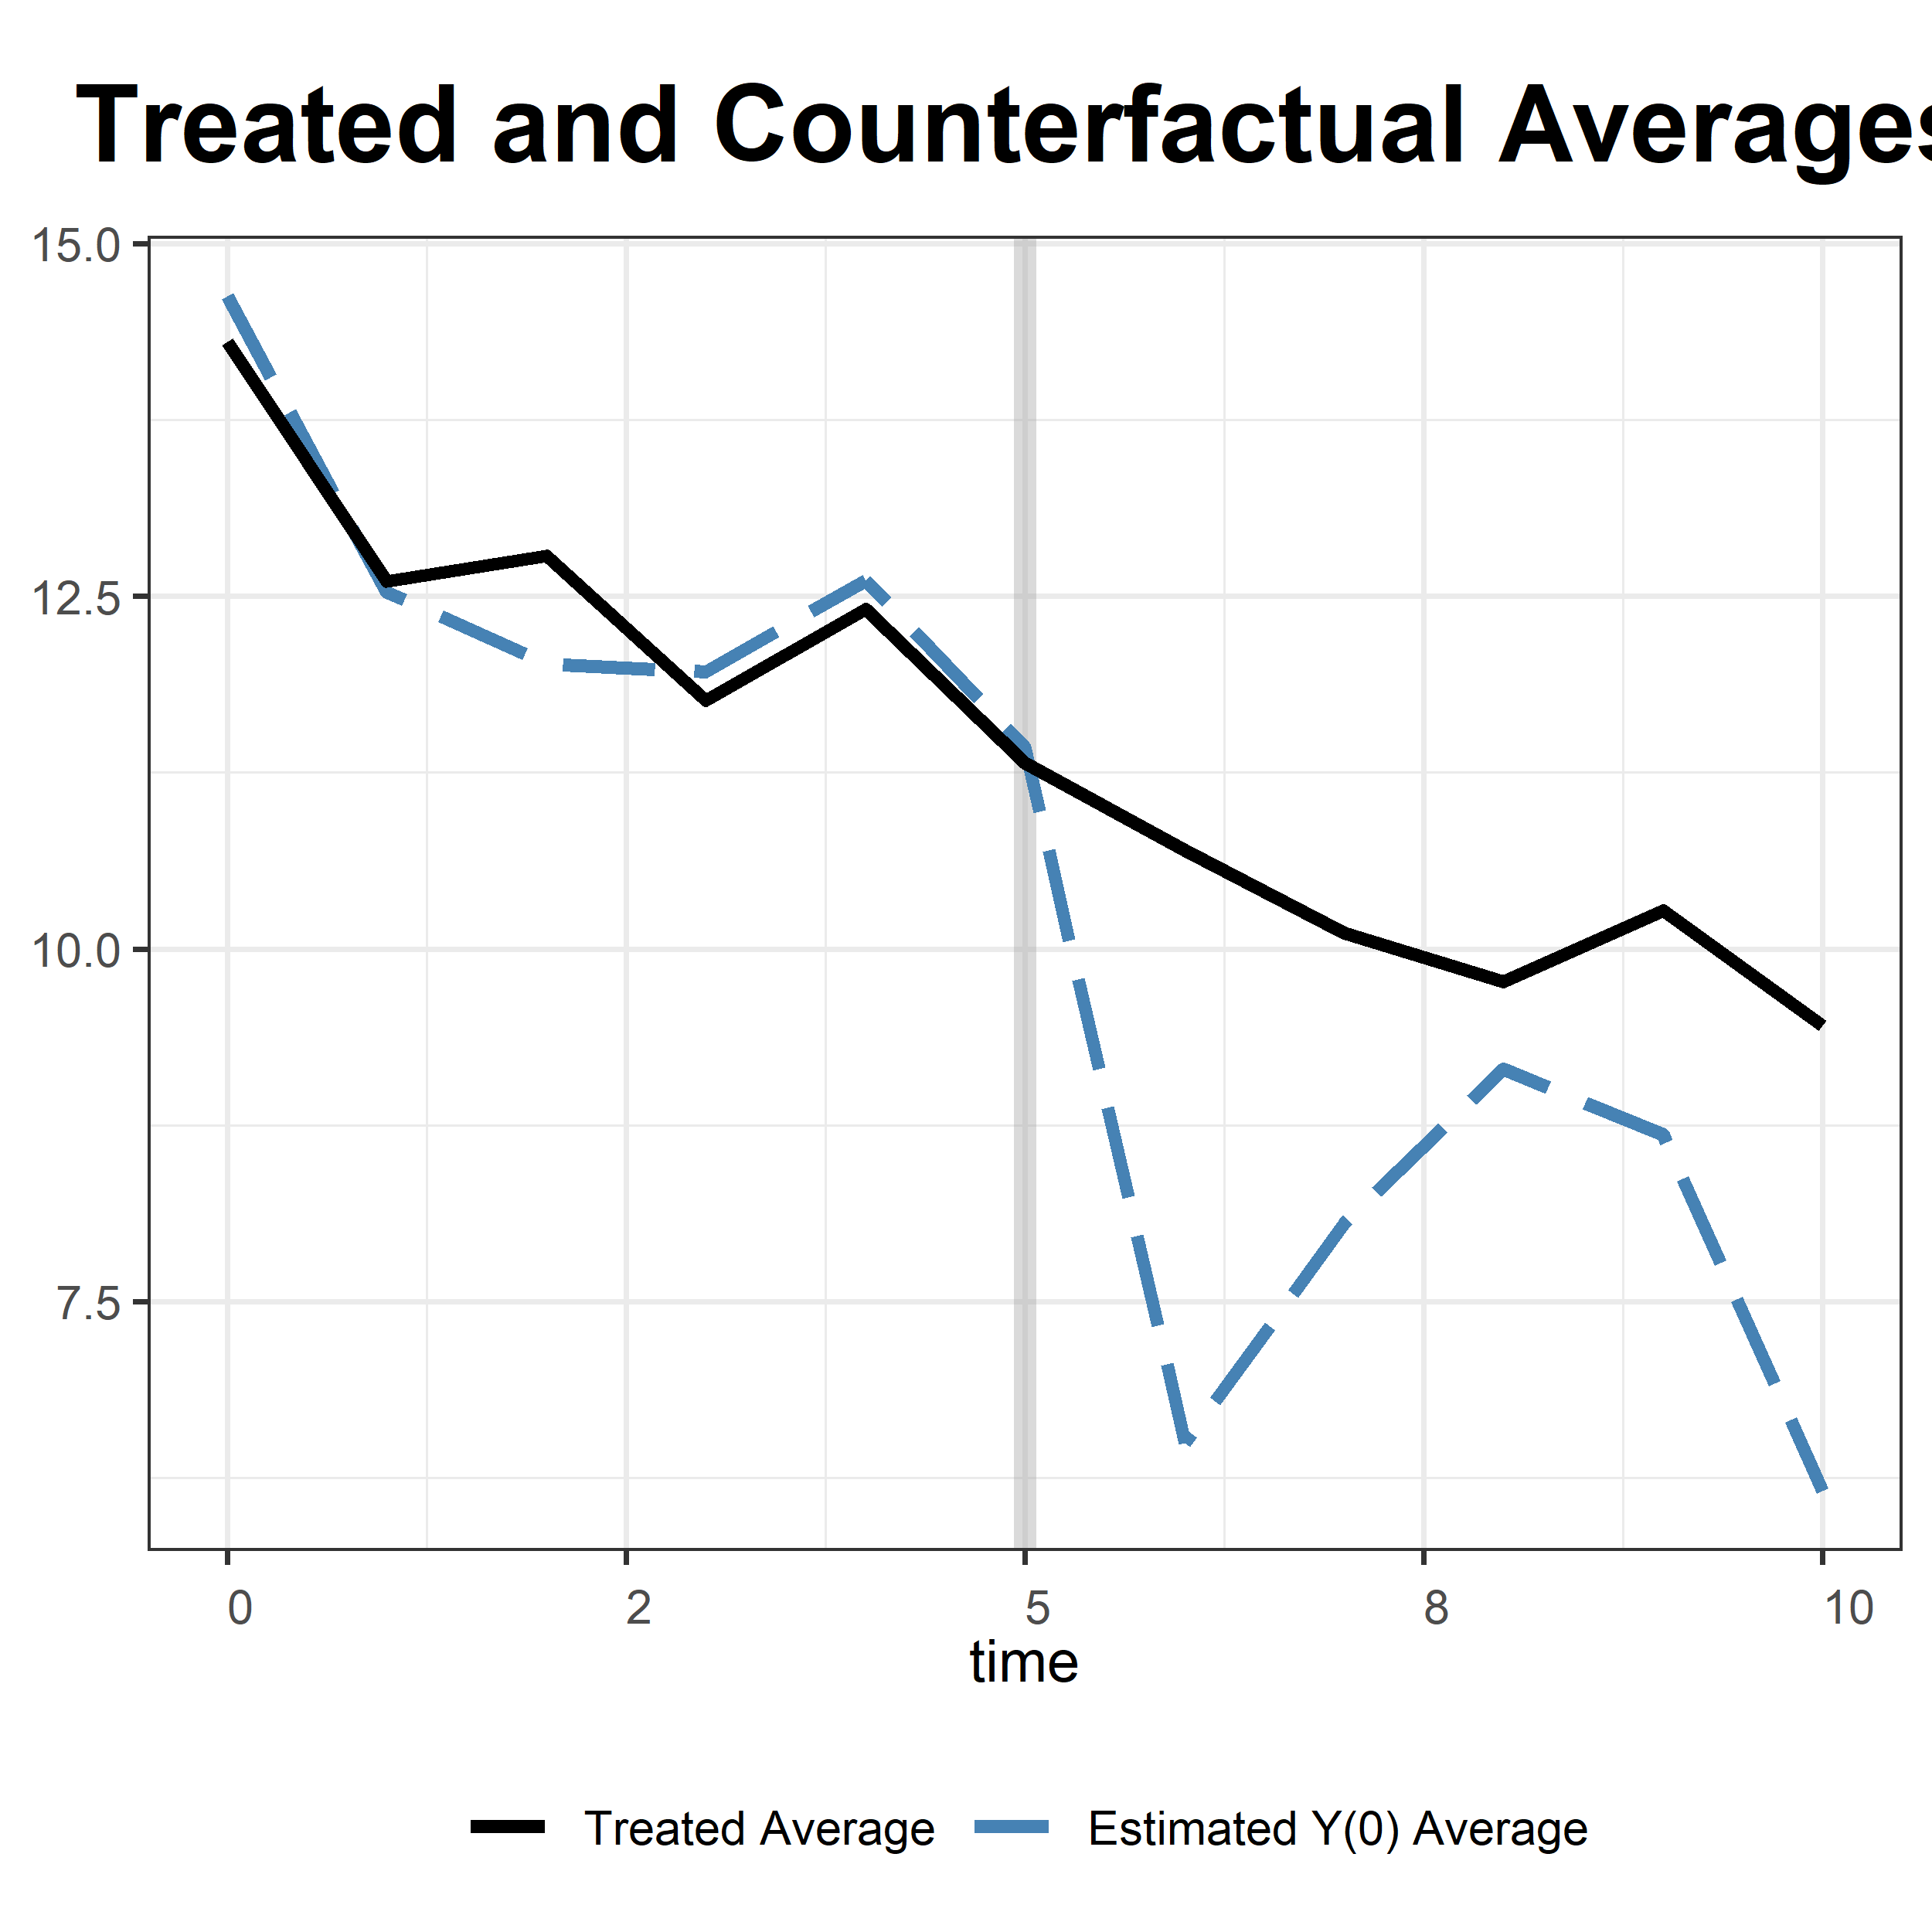 Treated and Counterfactual Averages
15.0
12.5
10.0
7.5
0 2 5 8 10
time
Treated Average Estimated Y(0) Average